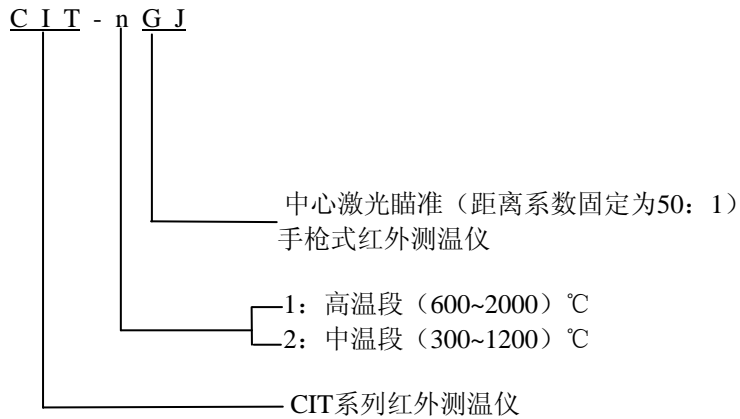 C I T - n G J
中心激光瞄准（距离系数固定为50：1）
手枪式红外测温仪
1：高温段（600~2000）℃
2：中温段（300~1200）℃
CIT系列红外测温仪